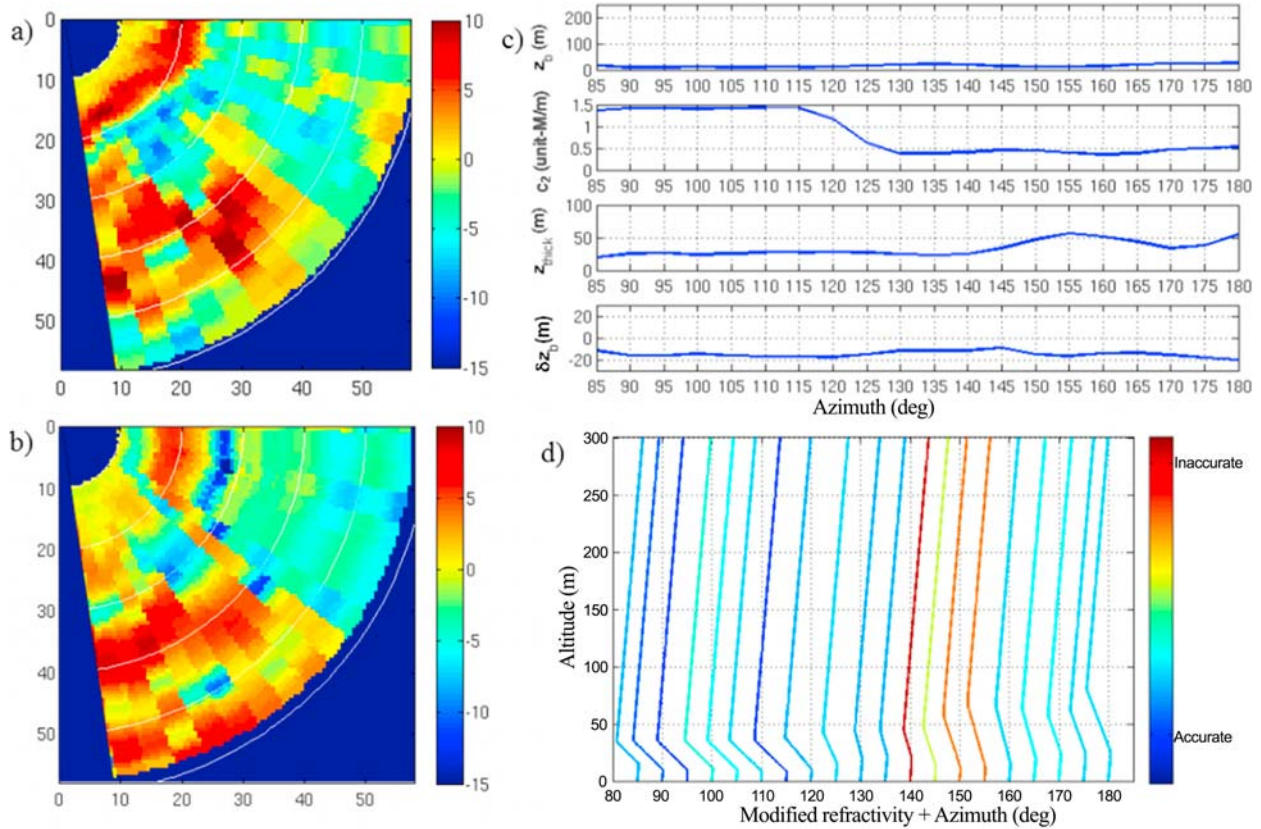 a)
0
10
20
30
40
50
0 10 20 30 40 50
10
5
0
-5
-10
-15
b)
0
10
20
30
40
50
0 10 20 30 40 50
10
5
0
-5
-10
-15
c)
z_b (m)
200
100
0
85 90 95 100 105 110 115 120 125 130 135 140 145 150 155 160 165 170 175 180
c_2 (unit-M/m)
1.5
1
0.5
0
85 90 95 100 105 110 115 120 125 130 135 140 145 150 155 160 165 170 175 180
z_thick (m)
100
50
0
85 90 95 100 105 110 115 120 125 130 135 140 145 150 155 160 165 170 175 180
δz_b (m)
20
0
-20
85 90 95 100 105 110 115 120 125 130 135 140 145 150 155 160 165 170 175 180
Azimuth (deg)
d)
Altitude (m)
300
250
200
150
100
50
0
80 90 100 110 120 130 140 150 160 170 180
Modified refractivity + Azimuth (deg)
Inaccurate
Accurate